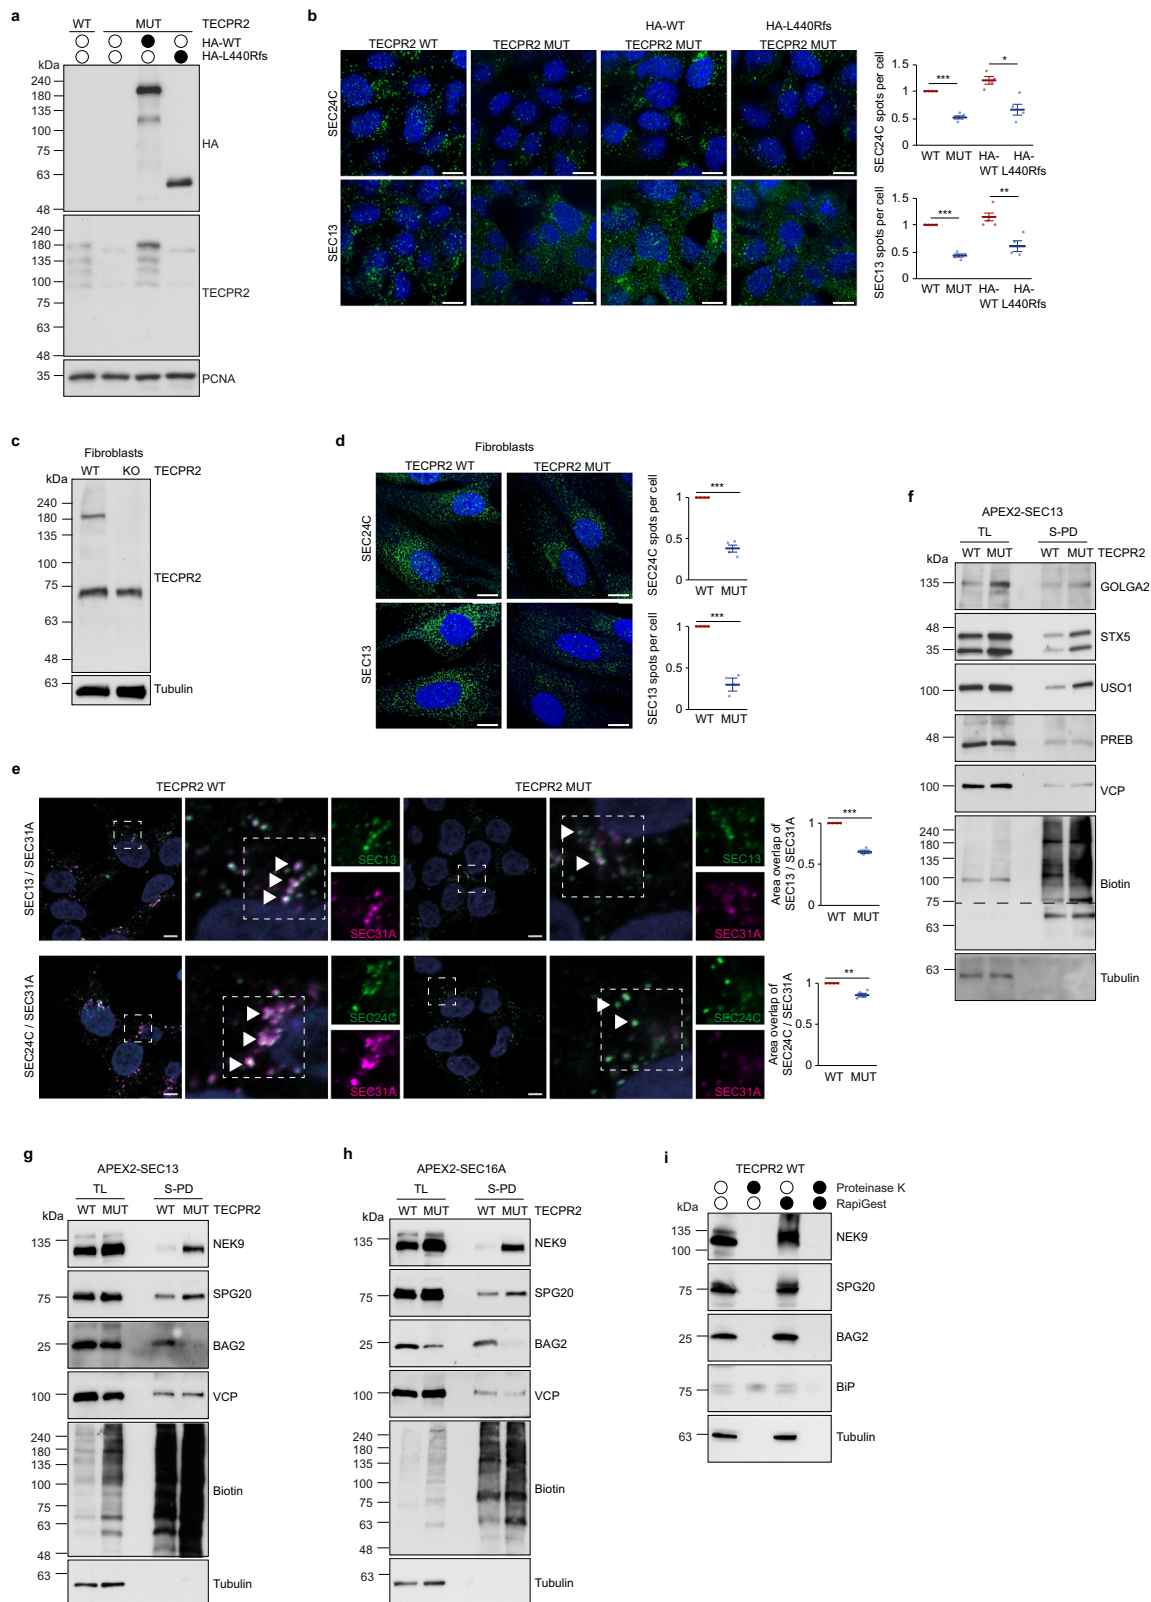 a
WT MUT TECPR2
HA-WT
HA-L440Rfs
kDa
240
180
135
100
75
63
48
HA
240
180
135
100
75
63
48
TECPR2
35
PCNA
b
HA-WT HA-L440Rfs
TECPR2 WT TECPR2 MUT TECPR2 MUT TECPR2 MUT
SEC24C
SEC13
SEC24C spots per cell
1.5
1
0.5
0
***
*
WT MUT HA-WT HA-L440Rfs
SEC13 spots per cell
1.5
1
0.5
0
***
**
WT MUT HA-WT HA-L440Rfs
c
Fibroblasts
WT KO TECPR2
kDa
240
180
135
100
75
63
48
TECPR2
63
Tubulin
d
Fibroblasts
TECPR2 WT TECPR2 MUT
SEC24C
SEC13
SEC24C spots per cell
1
0.5
0
***
WT MUT
SEC13 spots per cell
1
0.5
0
***
WT MUT
e
TECPR2 WT TECPR2 MUT
SEC13 / SEC31A
SEC13
SEC31A
SEC13
SEC31A
Area overlap of
SEC13 / SEC31A
1
0.5
0
***
WT MUT
SEC24C / SEC31A
SEC24C
SEC31A
SEC24C
SEC31A
Area overlap of
SEC24C / SEC31A
1
0.5
0
**
WT MUT
f
APEX2-SEC13
TL S-PD
WT MUT WT MUT TECPR2
kDa
135
GOLGA2
48
35
STX5
100
USO1
48
PREB
100
VCP
240
180
135
100
75
63
Biotin
63
Tubulin
g
APEX2-SEC13
TL S-PD
WT MUT WT MUT TECPR2
kDa
135
NEK9
75
SPG20
25
BAG2
100
VCP
240
180
135
100
75
63
48
Biotin
63
Tubulin
h
APEX2-SEC16A
TL S-PD
WT MUT WT MUT TECPR2
kDa
135
NEK9
75
SPG20
25
BAG2
100
VCP
240
180
135
100
75
63
48
Biotin
63
Tubulin
i
TECPR2 WT
Proteinase K
RapiGest
kDa
135
100
NEK9
75
SPG20
25
BAG2
75
BiP
63
Tubulin